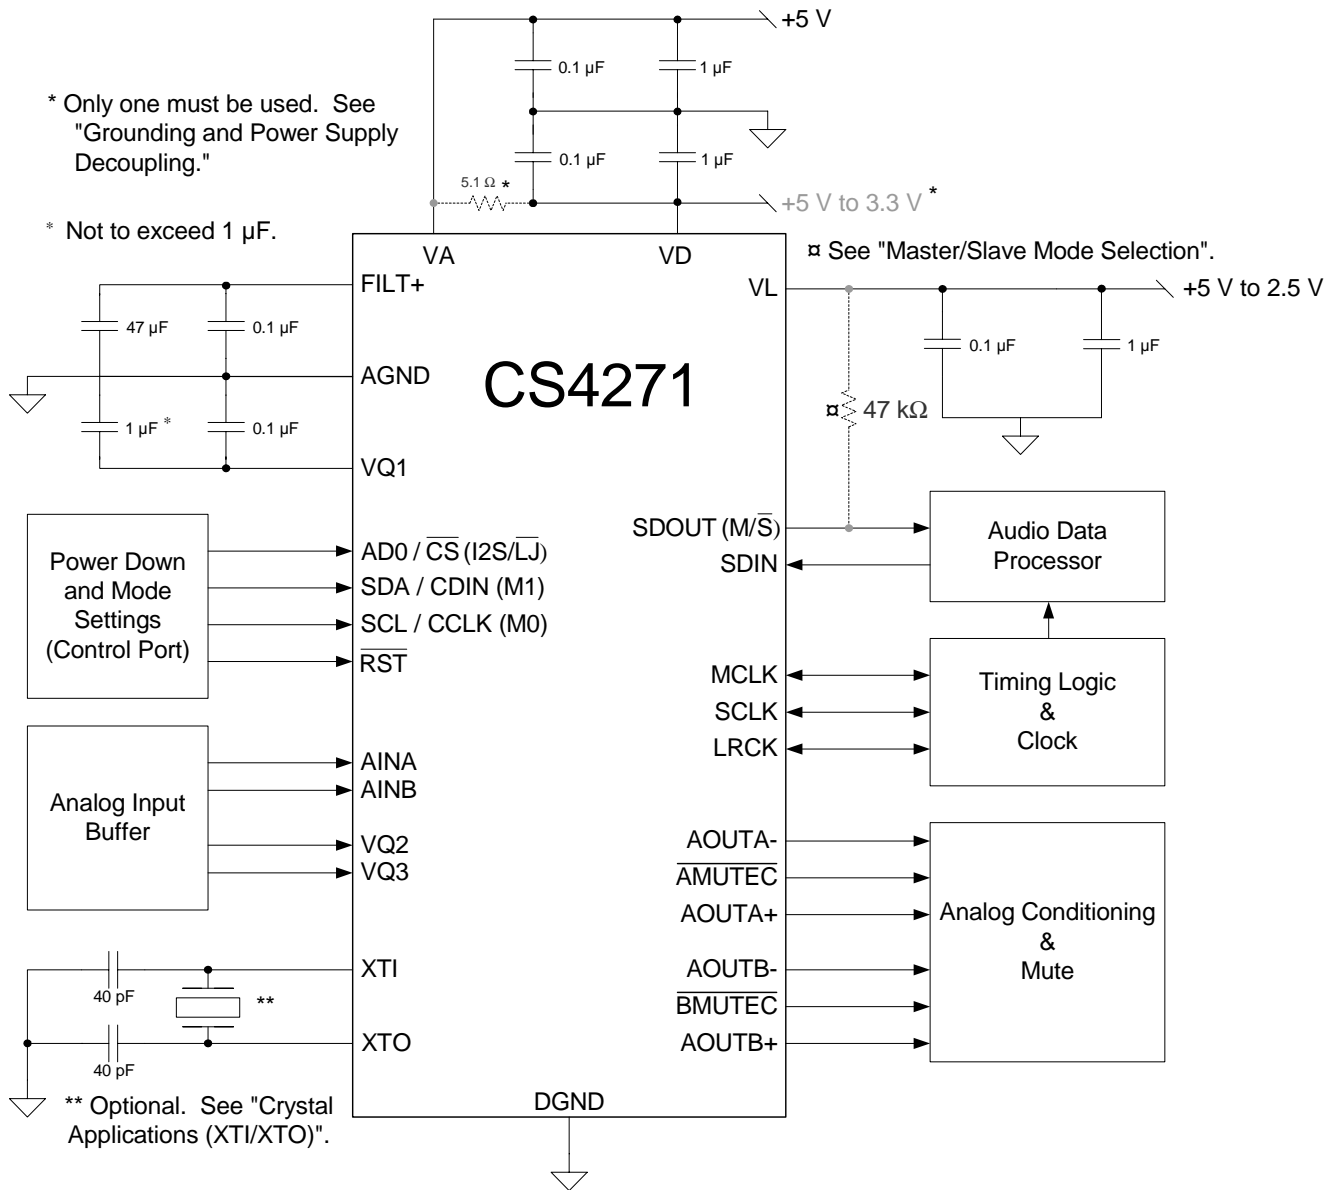 +5 V
0.1 µF
1 µF
* Only one must be used. See
"Grounding and Power Supply
Decoupling."
0.1 µF
1 µF
5.1 Ω *
+5 V to 3.3 V *
* Not to exceed 1 µF.
VA
VD
¤ See "Master/Slave Mode Selection".
FILT+
VL
+5 V to 2.5 V
47 µF
0.1 µF
0.1 µF
1 µF
AGND
CS4271
¤ 47 kΩ
1 µF *
0.1 µF
VQ1
Power Down
and Mode
Settings
(Control Port)
AD0 / C̅S̅ (I2S/L̅J̅)
SDA / CDIN (M1)
SCL / CCLK (M0)
R̅S̅T̅
SDOUT (M/S̅)
SDIN
Audio Data
Processor
MCLK
SCLK
LRCK
Timing Logic
&
Clock
Analog Input
Buffer
AINA
AINB
VQ2
VQ3
AOUTA-
A̅M̅U̅T̅E̅C̅
AOUTA+
AOUTB-
B̅M̅U̅T̅E̅C̅
AOUTB+
Analog Conditioning
&
Mute
XTI
40 pF
**
XTO
40 pF
** Optional. See "Crystal
Applications (XTI/XTO)".
DGND